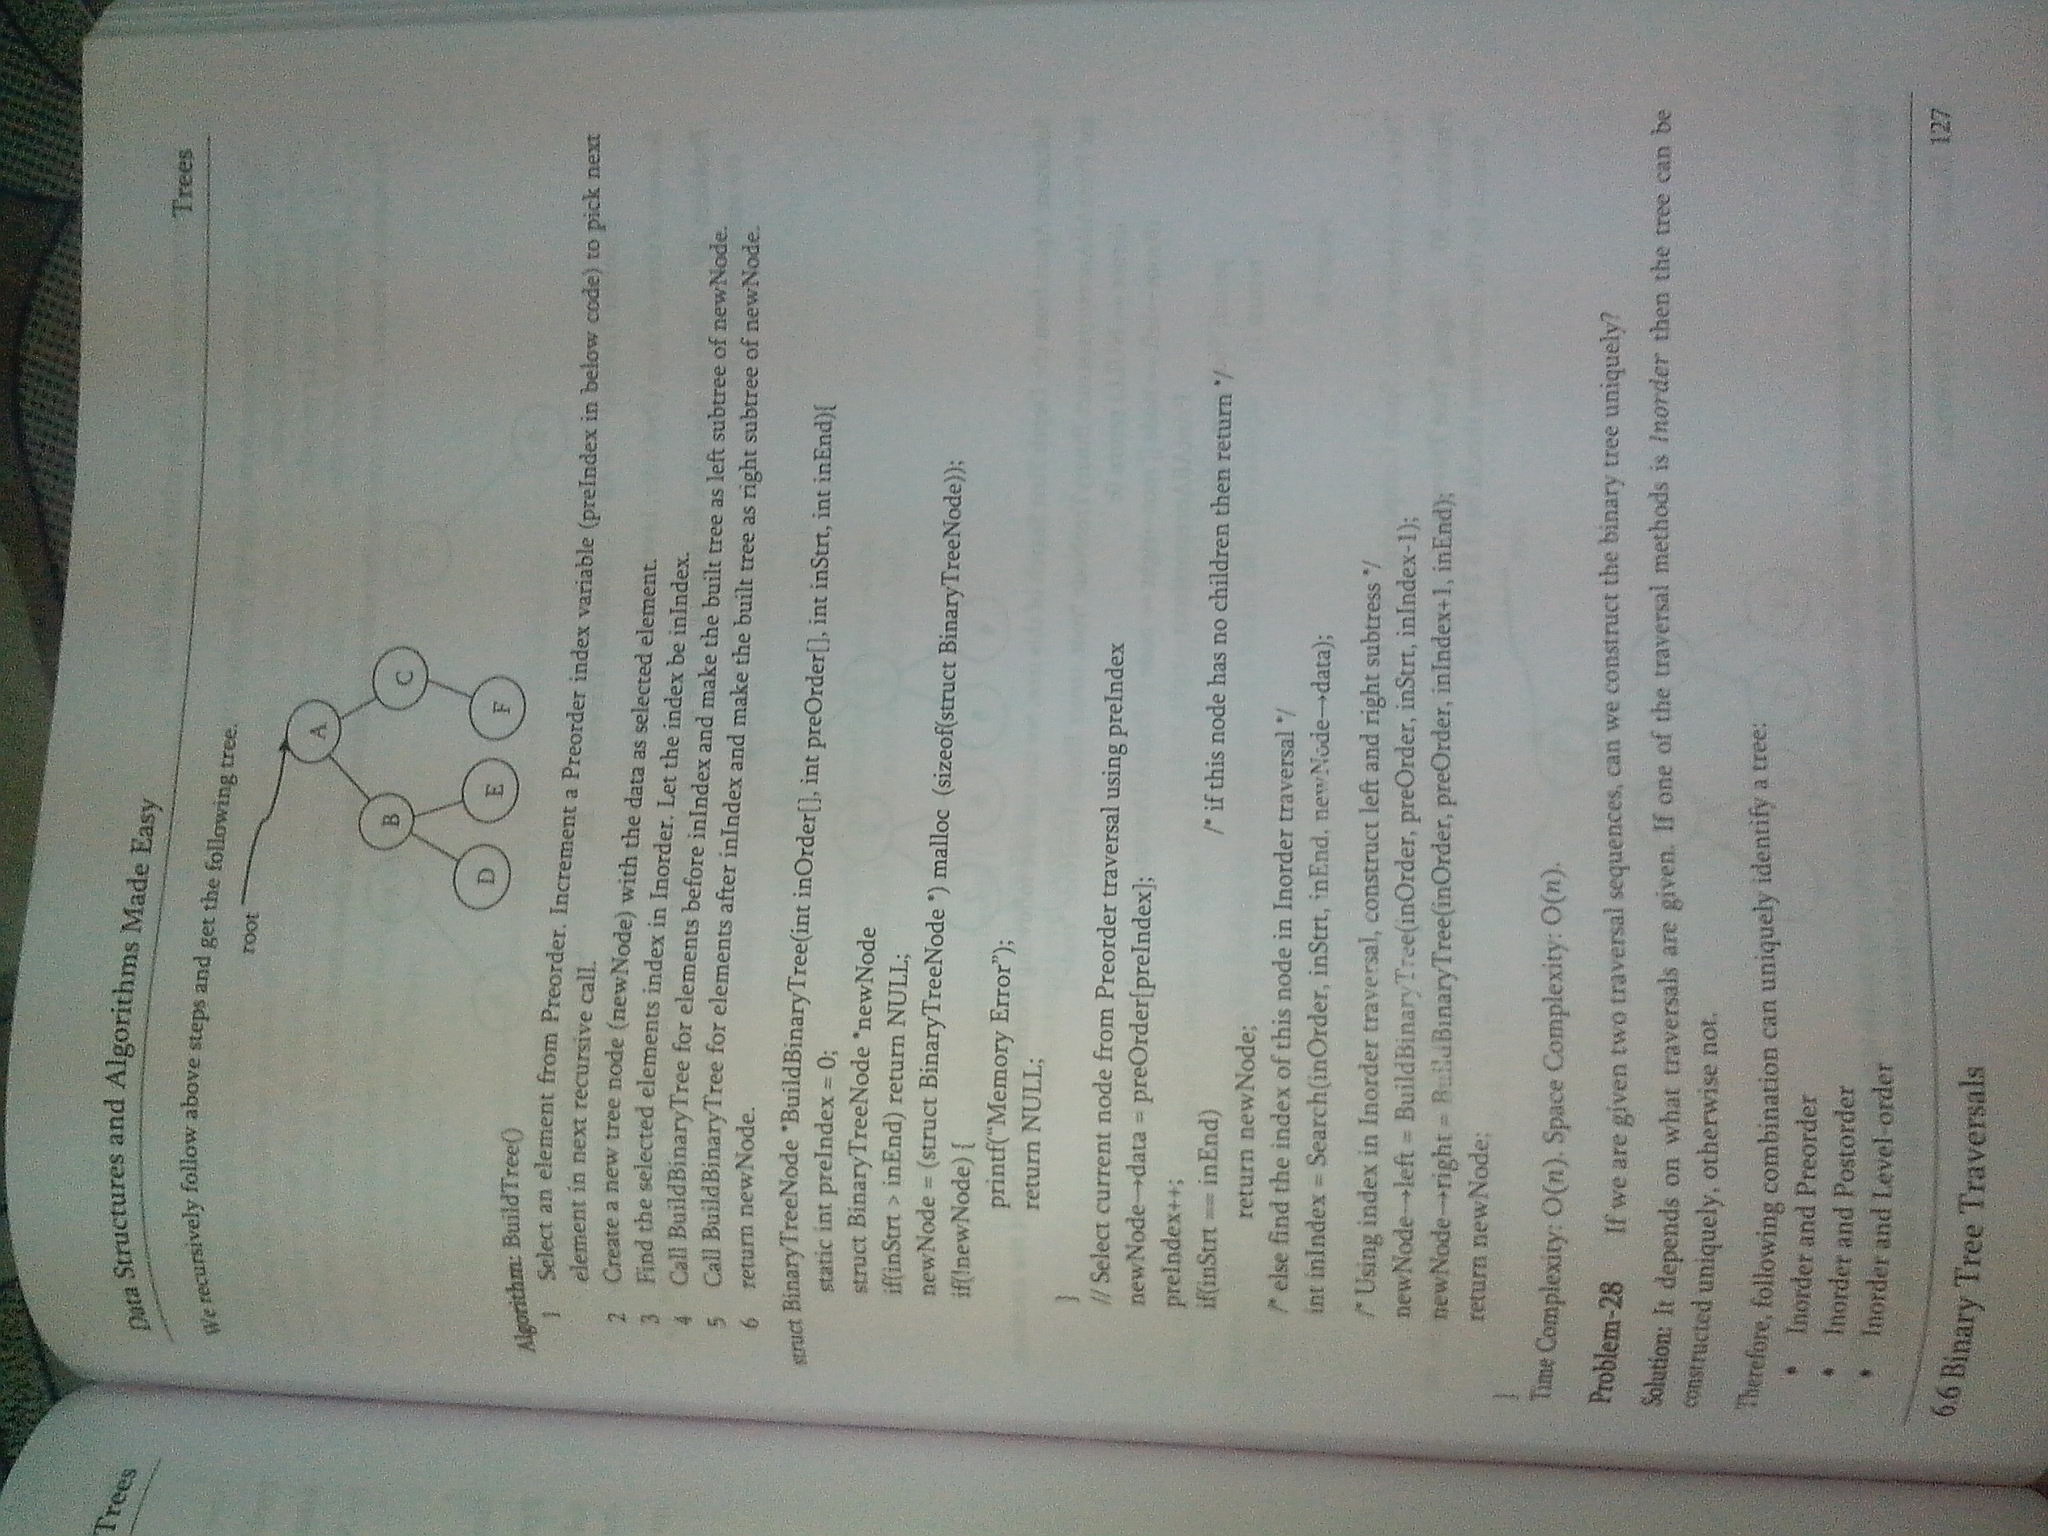 Trees
Data Structures and Algorithms Made Easy
Trees
We recursively follow above steps and get the following tree.
root
A
B
C
D
E
F
Algorithm: BuildTree()
1 Select an element from Preorder. Increment a Preorder index variable (preIndex in below code) to pick next
element in next recursive call.
2 Create a new tree node (newNode) with the data as selected element.
3 Find the selected elements index in Inorder. Let the index be inIndex.
4 Call BuildBinaryTree for elements before inIndex and make the built tree as left subtree of newNode.
5 Call BuildBinaryTree for elements after inIndex and make the built tree as right subtree of newNode.
6 return newNode.
struct BinaryTreeNode *BuildBinaryTree(int inOrder[], int preOrder[], int inStrt, int inEnd){
static int preIndex = 0;
struct BinaryTreeNode *newNode
if(inStrt > inEnd) return NULL;
newNode = (struct BinaryTreeNode *) malloc (sizeof(struct BinaryTreeNode));
if(!newNode) {
printf(“Memory Error”);
return NULL;
}
// Select current node from Preorder traversal using preIndex
newNode→data = preOrder[preIndex];
preIndex++;
if(inStrt == inEnd) /* if this node has no children then return */
return newNode;
/* else find the index of this node in Inorder traversal */
int inIndex = Search(inOrder, inStrt, inEnd, newNode→data);
/* Using index in Inorder traversal, construct left and right subtress */
newNode→left = BuildBinaryTree(inOrder, preOrder, inStrt, inIndex-1);
newNode→right = BuildBinaryTree(inOrder, preOrder, inIndex+1, inEnd);
return newNode;
}
Time Complexity: O(n). Space Complexity: O(n).
Problem-28 If we are given two traversal sequences, can we construct the binary tree uniquely?
Solution: It depends on what traversals are given. If one of the traversal methods is Inorder then the tree can be
constructed uniquely, otherwise not.
Therefore, following combination can uniquely identify a tree:
• Inorder and Preorder
• Inorder and Postorder
• Inorder and Level-order
6.6 Binary Tree Traversals
127